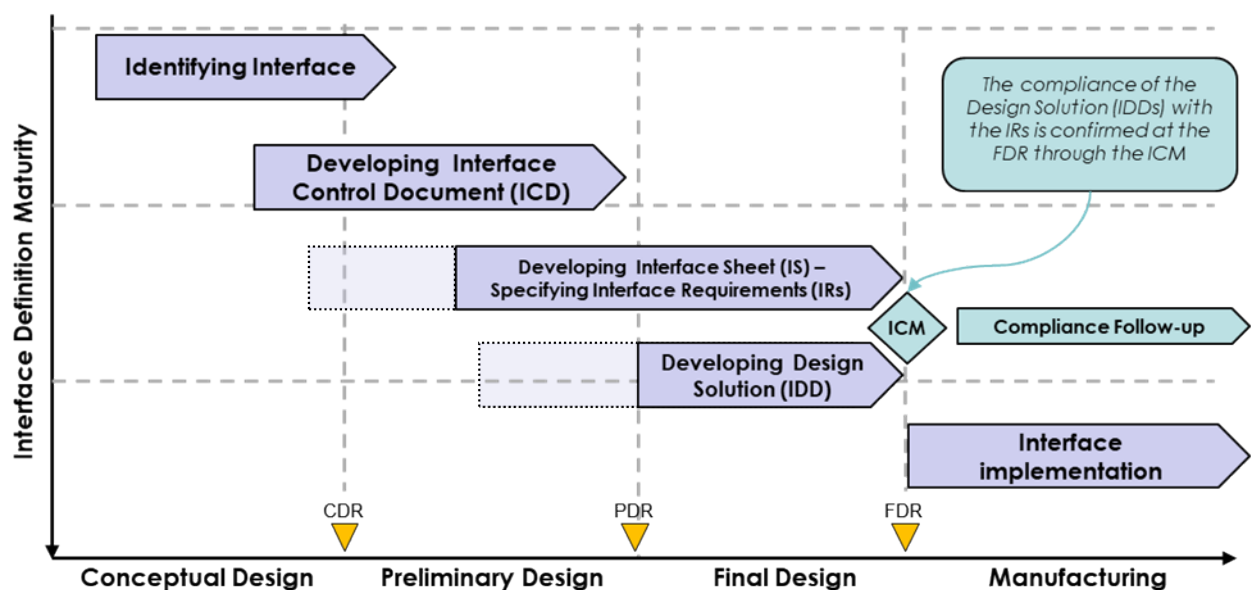 Identifying Interface
The compliance of the
Design Solution (IDDs) with
the IRs is confirmed at the
FDR through the ICM
Developing Interface
Control Document (ICD)
Interface Definition Maturity
Developing Interface Sheet (IS) –
Specifying Interface Requirements (IRs)
ICM
Compliance Follow-up
Developing Design
Solution (IDD)
Interface
implementation
CDR
PDR
FDR
Conceptual Design
Preliminary Design
Final Design
Manufacturing